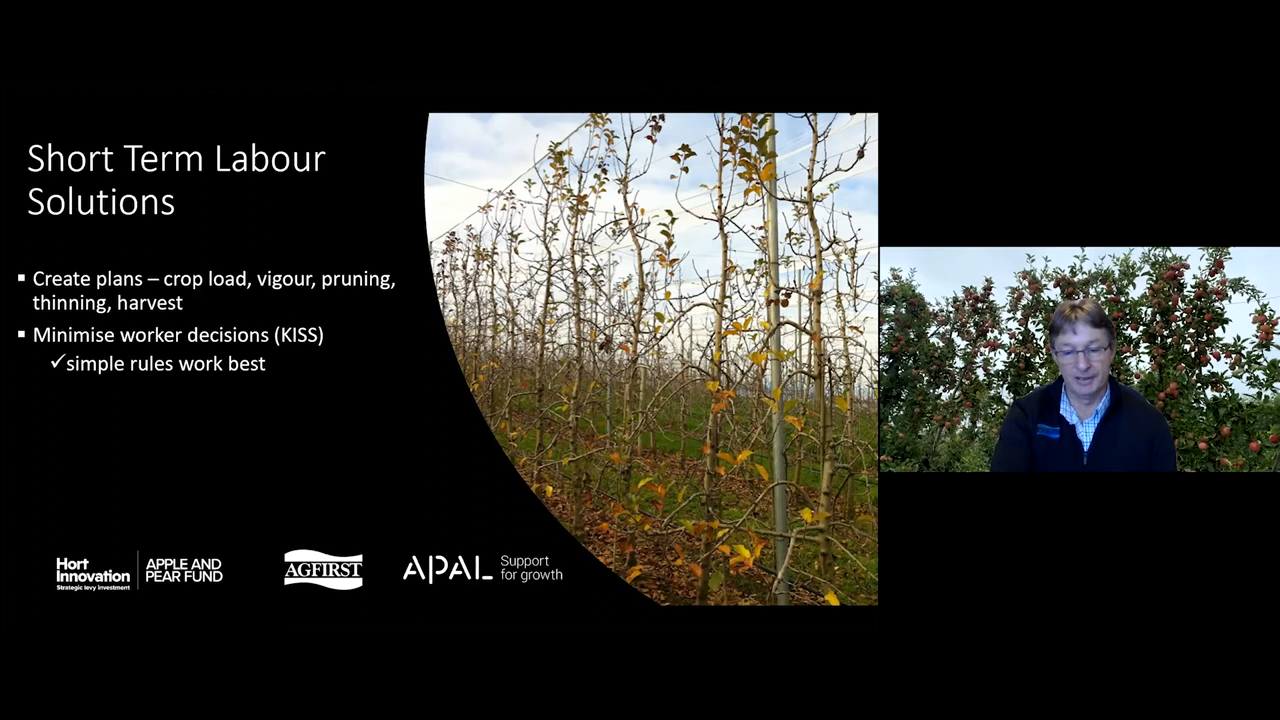 Short Term Labour
Solutions
▪ Create plans – crop load, vigour, pruning,
thinning, harvest
▪ Minimise worker decisions (KISS)
✓simple rules work best
Hort
Innovation
Strategic levy investment
APPLE AND
PEAR FUND
AGFIRST
APAL
Support
for growth